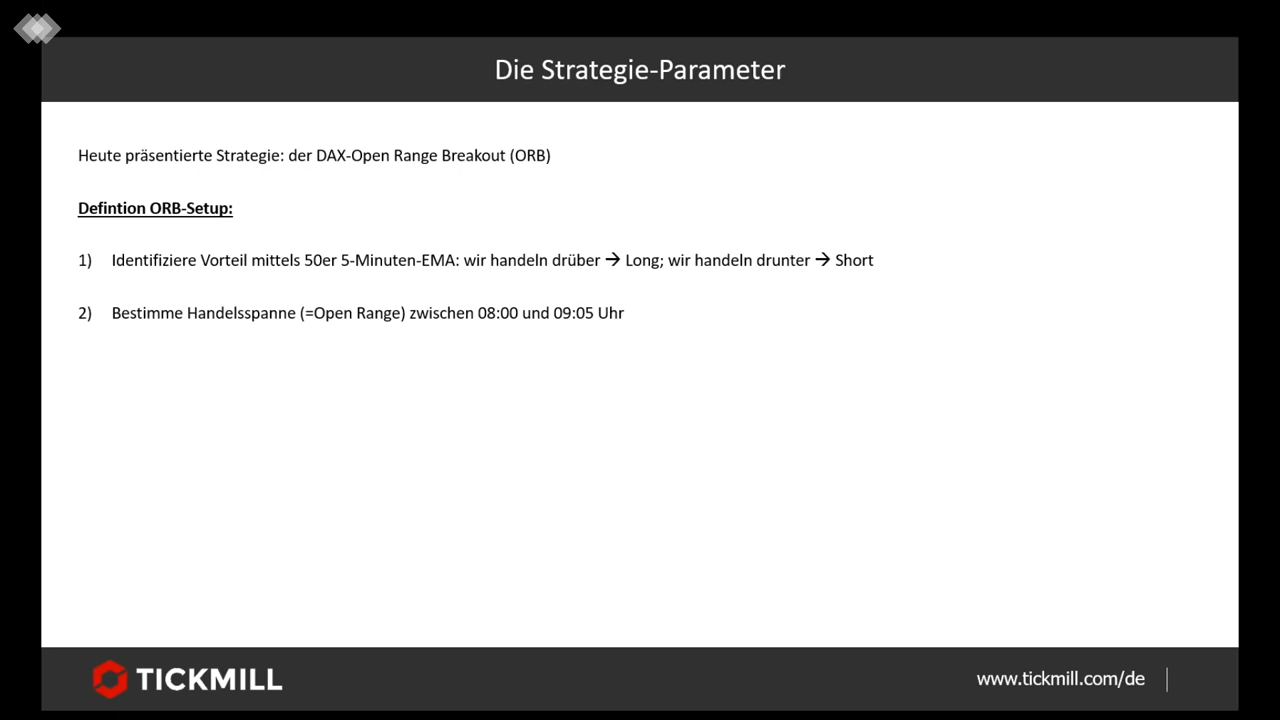 Die Strategie-Parameter
Heute präsentierte Strategie: der DAX-Open Range Breakout (ORB)
Defintion ORB-Setup:
1) Identifiziere Vorteil mittels 50er 5-Minuten-EMA: wir handeln drüber → Long; wir handeln drunter → Short
2) Bestimme Handelsspanne (=Open Range) zwischen 08:00 und 09:05 Uhr
TICKMILL
www.tickmill.com/de